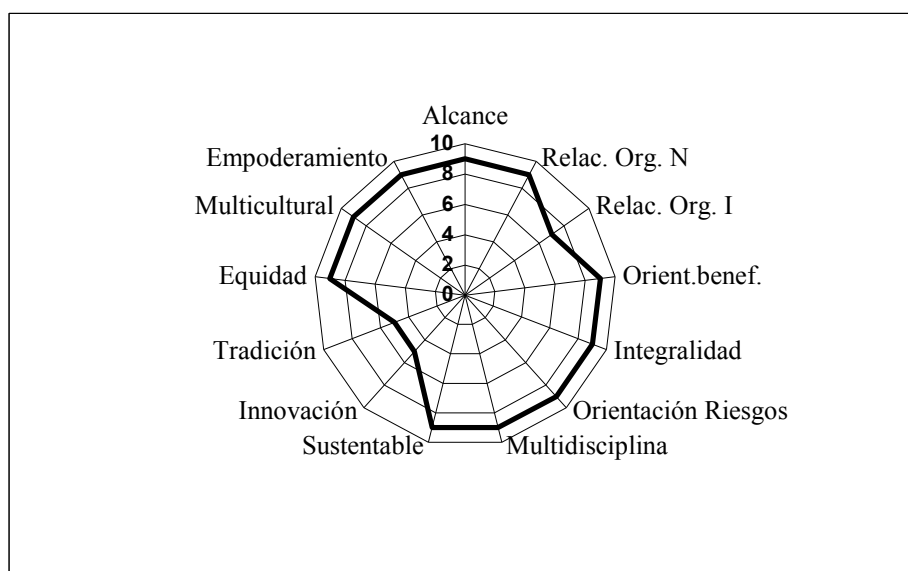 Alcance
Relac. Org. N
Relac. Org. I
Orient.benef.
Integralidad
Orientación Riesgos
Multidisciplina
Sustentable
Innovación
Tradición
Equidad
Multicultural
Empoderamiento
10
8
6
4
2
0